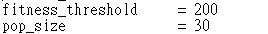 fitness_threshold     = 200
pop_size              = 30